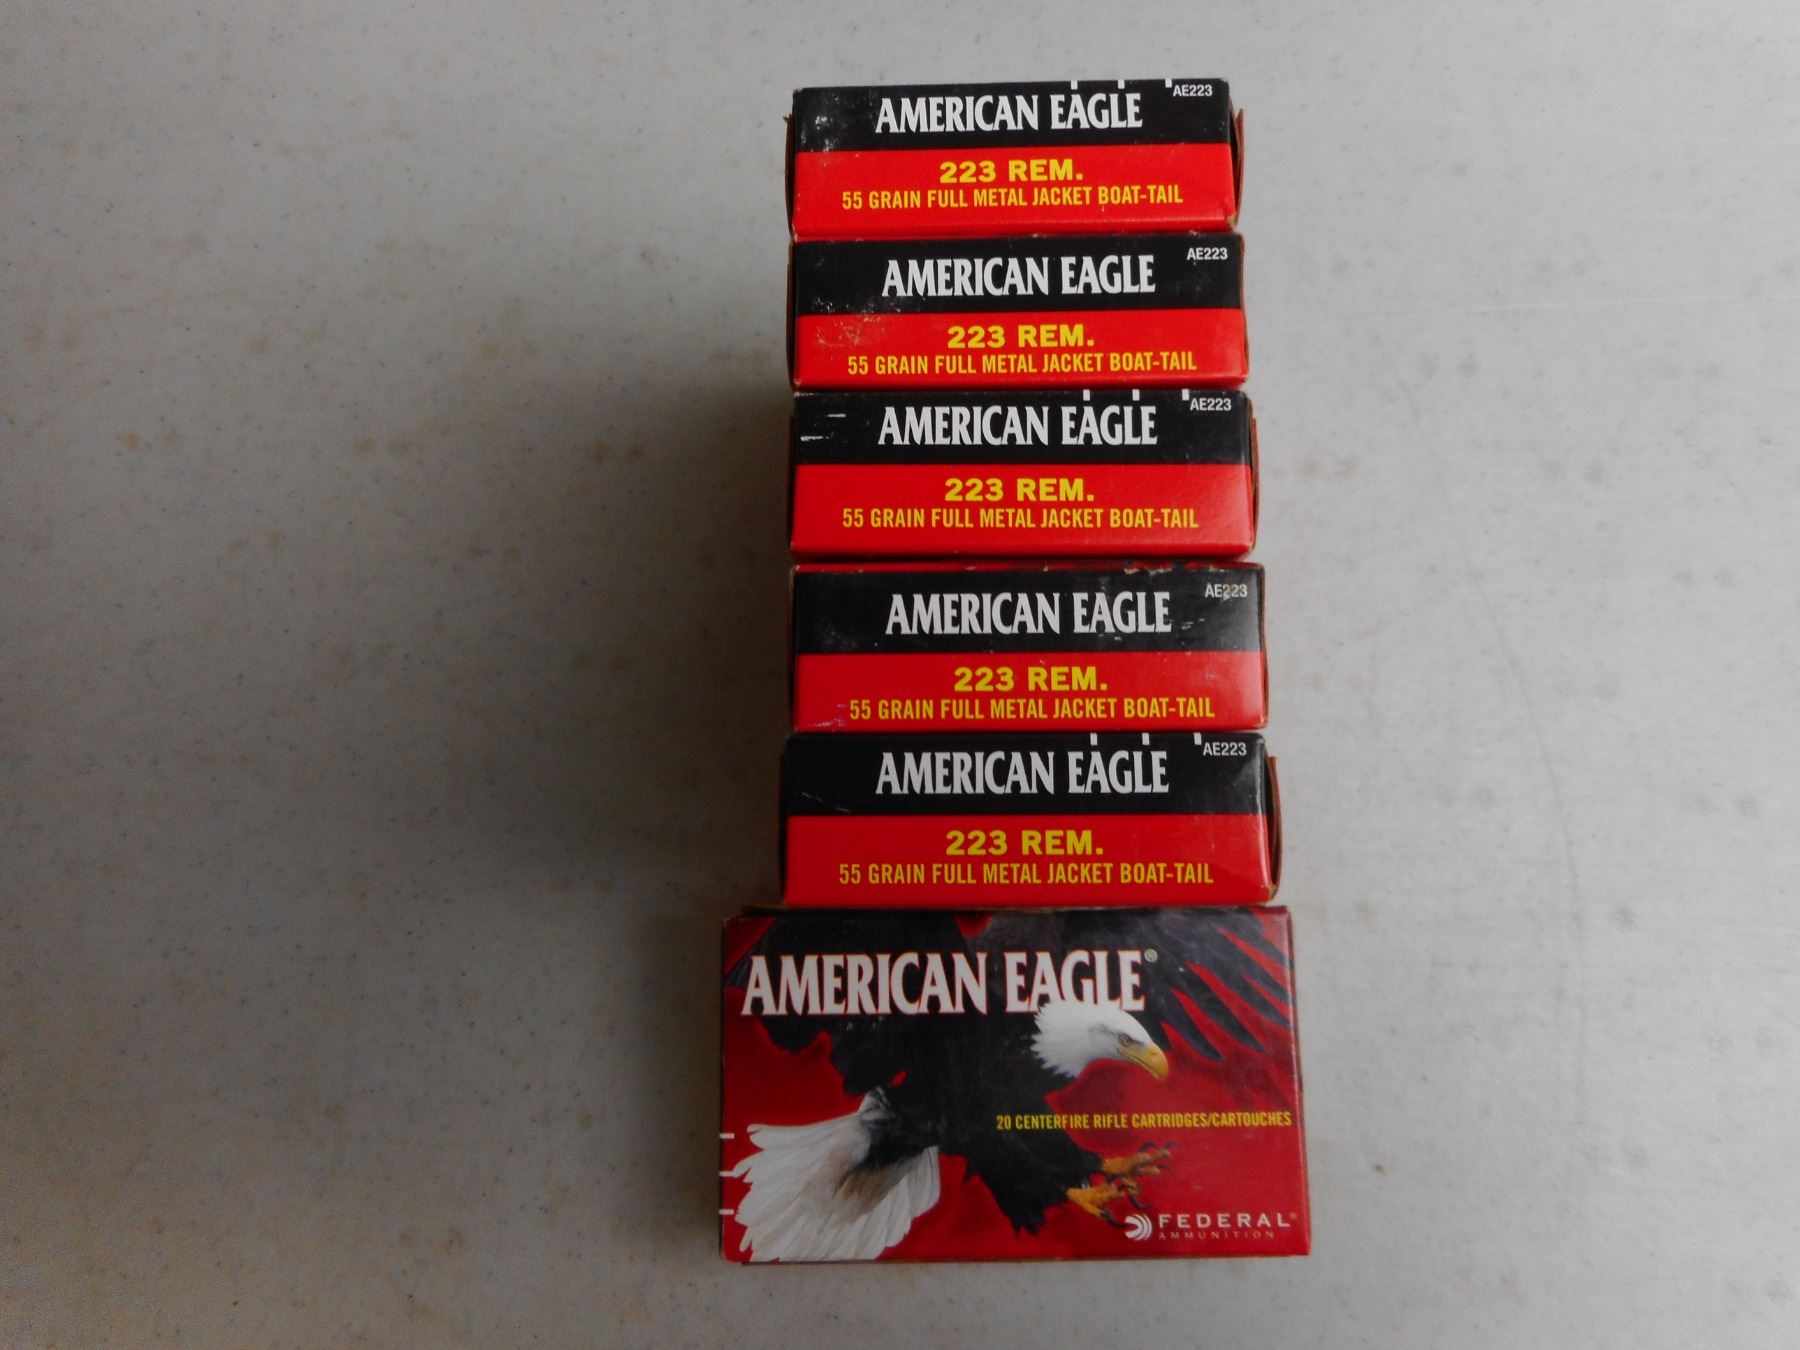 AMERICAN EAGLE
AE223
223 REM.
55 GRAIN FULL METAL JACKET BOAT-TAIL
AMERICAN EAGLE
AE223
223 REM.
55 GRAIN FULL METAL JACKET BOAT-TAIL
AMERICAN EAGLE
AE223
223 REM.
55 GRAIN FULL METAL JACKET BOAT-TAIL
AMERICAN EAGLE
AE223
223 REM.
55 GRAIN FULL METAL JACKET BOAT-TAIL
AMERICAN EAGLE
AE223
223 REM.
55 GRAIN FULL METAL JACKET BOAT-TAIL
AMERICAN EAGLE®
20 CENTERFIRE RIFLE CARTRIDGES/CARTOUCHES
FEDERAL®
AMMUNITION